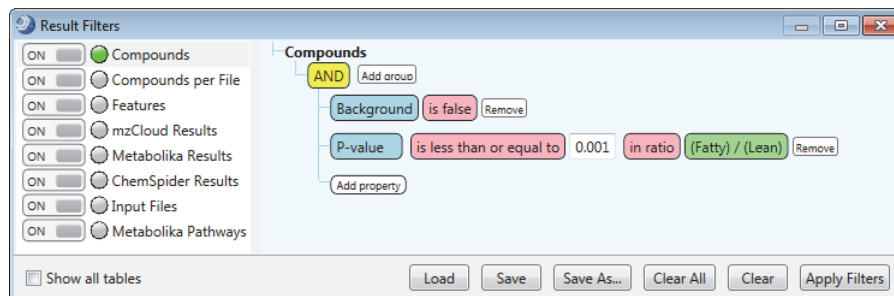 Result Filters
ON Compounds
ON Compounds per File
ON Features
ON mzCloud Results
ON Metabolika Results
ON ChemSpider Results
ON Input Files
ON Metabolika Pathways
Compounds
AND Add group
Background is false Remove
P-value is less than or equal to 0.001 in ratio (Fatty) / (Lean) Remove
Add property
Show all tables Load Save Save As... Clear All Clear Apply Filters